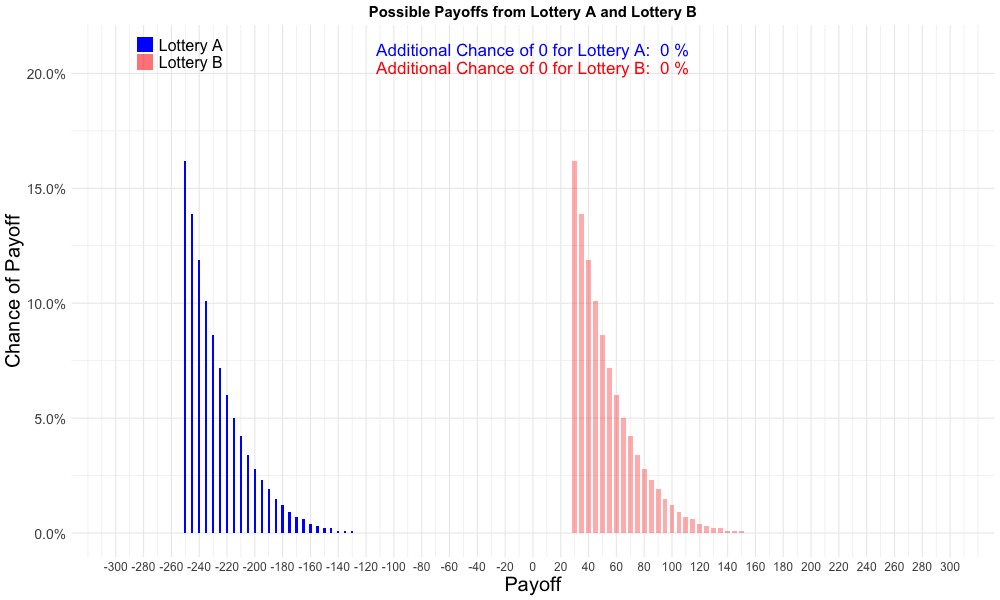 Possible Payoffs from Lottery A and Lottery B
Lottery A
Lottery B
Additional Chance of 0 for Lottery A:  0 %
Additional Chance of 0 for Lottery B:  0 %
Chance of Payoff
20.0%
15.0%
10.0%
5.0%
0.0%
-300 -280 -260 -240 -220 -200 -180 -160 -140 -120 -100 -80 -60 -40 -20 0 20 40 60 80 100 120 140 160 180 200 220 240 260 280 300
Payoff